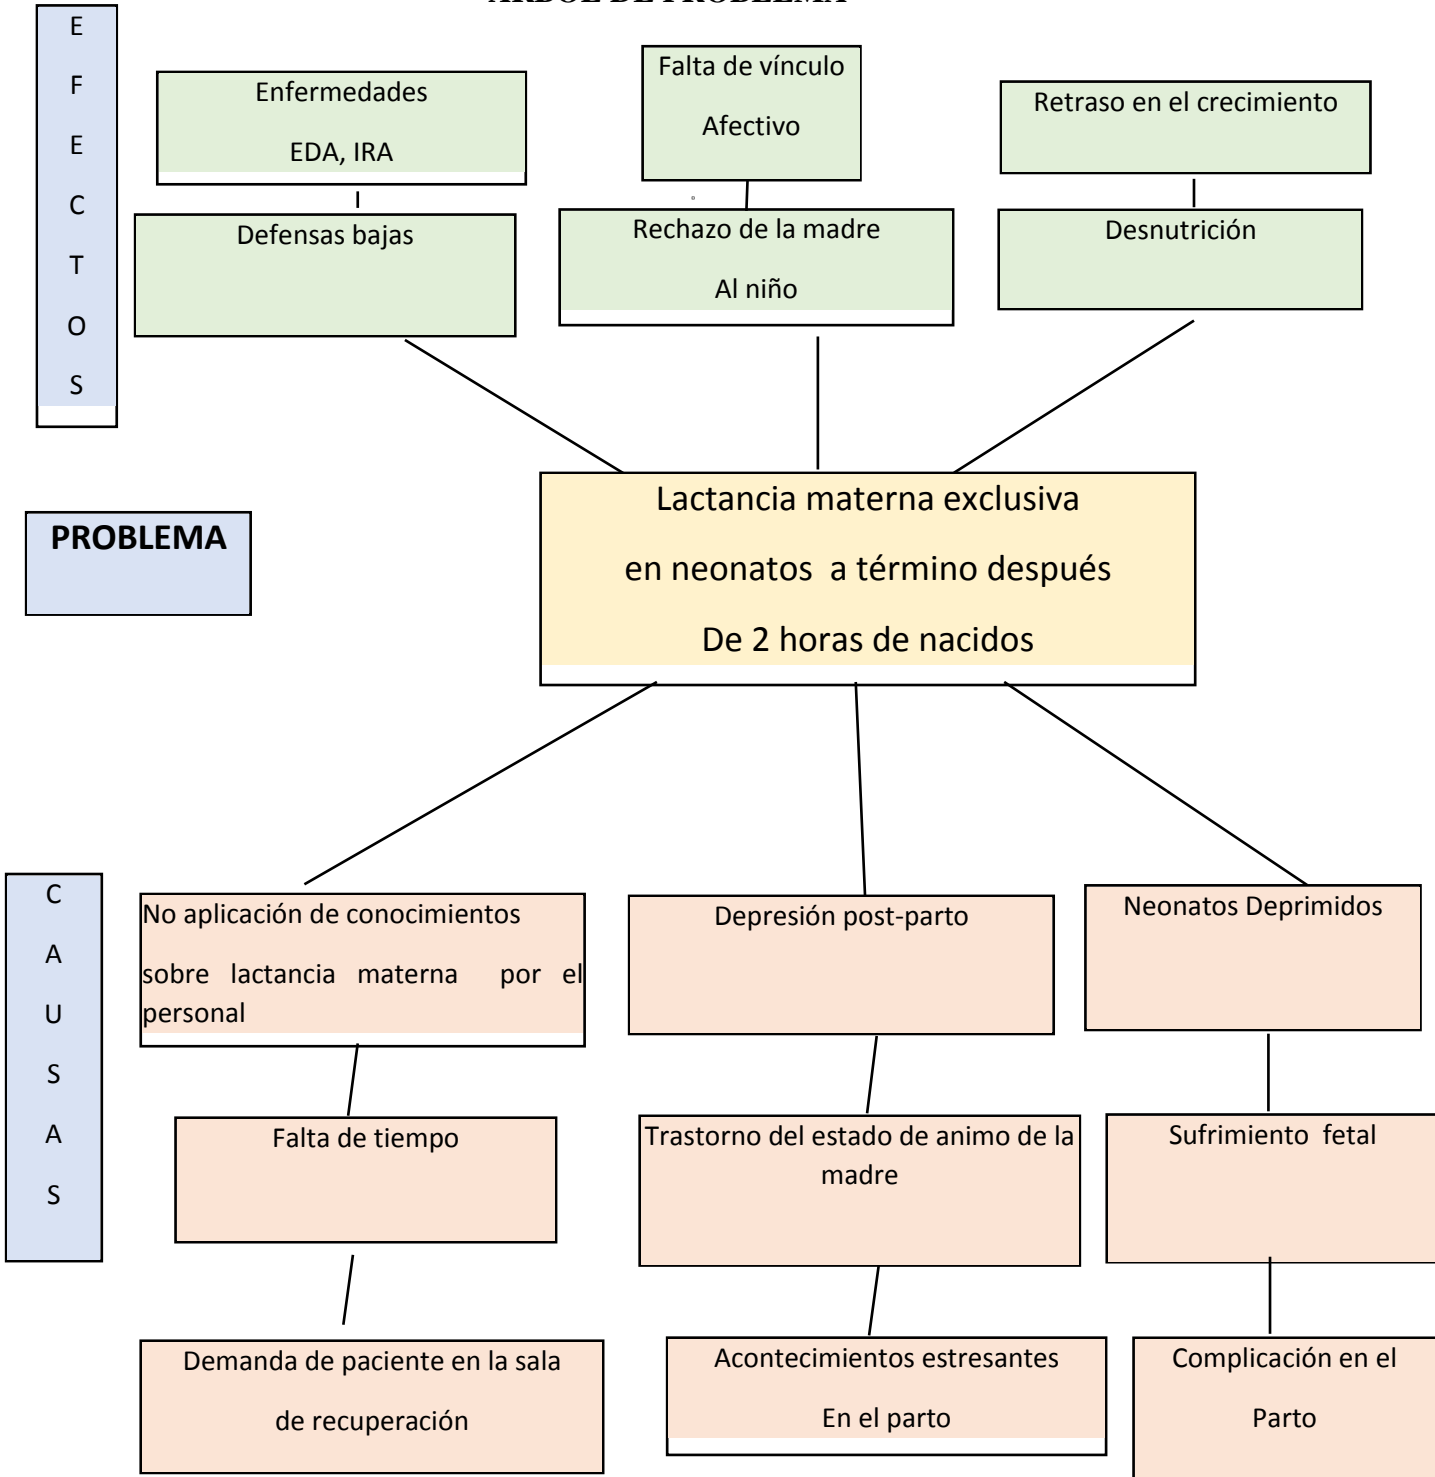 ÁRBOL DE PROBLEMA
E
F
E
C
T
O
S
Enfermedades
EDA, IRA
Falta de vínculo
Afectivo
Retraso en el crecimiento
Defensas bajas
Rechazo de la madre
Al niño
Desnutrición
PROBLEMA
Lactancia materna exclusiva
en neonatos a término después
De 2 horas de nacidos
C
A
U
S
A
S
No aplicación de conocimientos
sobre lactancia materna por el
personal
Depresión post-parto
Neonatos Deprimidos
Falta de tiempo
Trastorno del estado de animo de la
madre
Sufrimiento fetal
Demanda de paciente en la sala
de recuperación
Acontecimientos estresantes
En el parto
Complicación en el
Parto